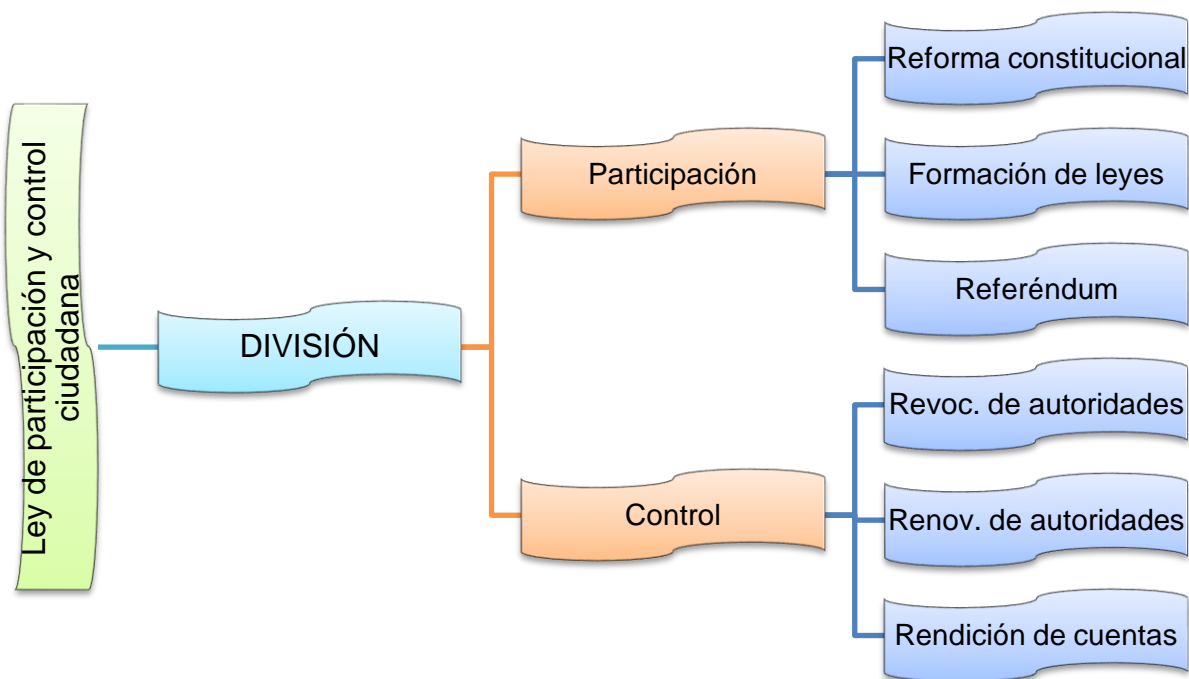 Ley de participación y control
ciudadana
DIVISIÓN
Participación
Reforma constitucional
Formación de leyes
Referéndum
Control
Revoc. de autoridades
Renov. de autoridades
Rendición de cuentas